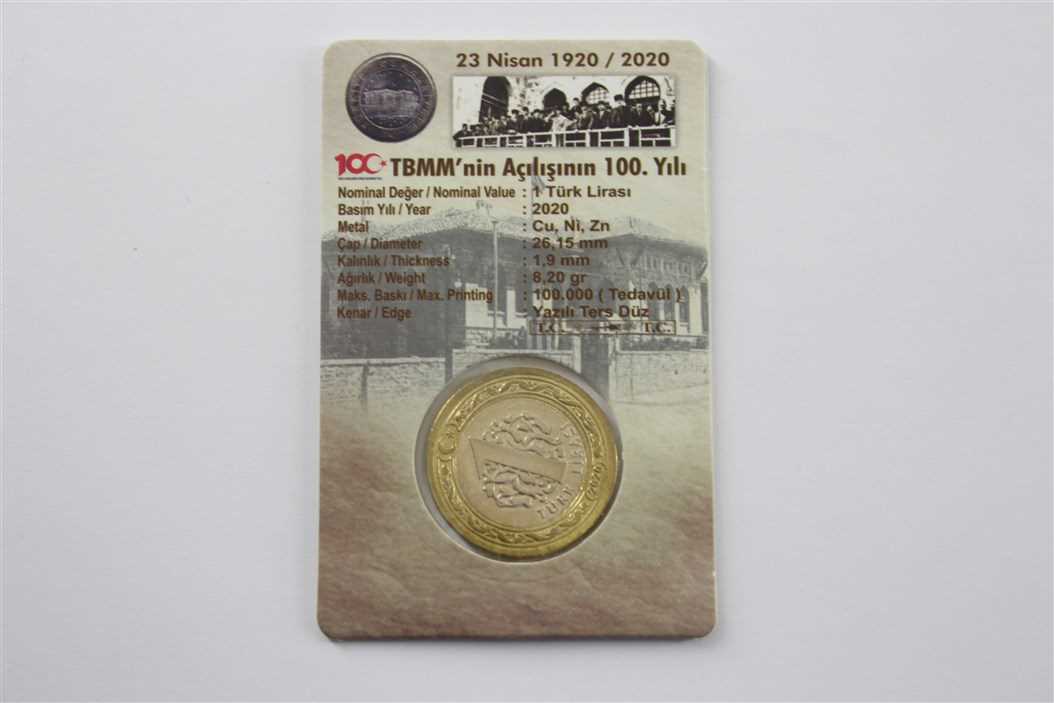 23 Nisan 1920 / 2020
100 TBMM'nin Açılışının 100. Yılı
Nominal Değer / Nominal Value : 1 Türk Lirası
Basım Yılı / Year : 2020
Metal : Cu, Ni, Zn
Çap / Diameter : 26,15 mm
Kalınlık / Thickness : 1,9 mm
Ağırlık / Weight : 8,20 gr
Maks. Baskı / Max. Printing : 100.000 ( Tedavül )
Kenar / Edge : Yazılı Ters Düz
T.C. T.C.
1
TÜRK LİRASI
(2020)